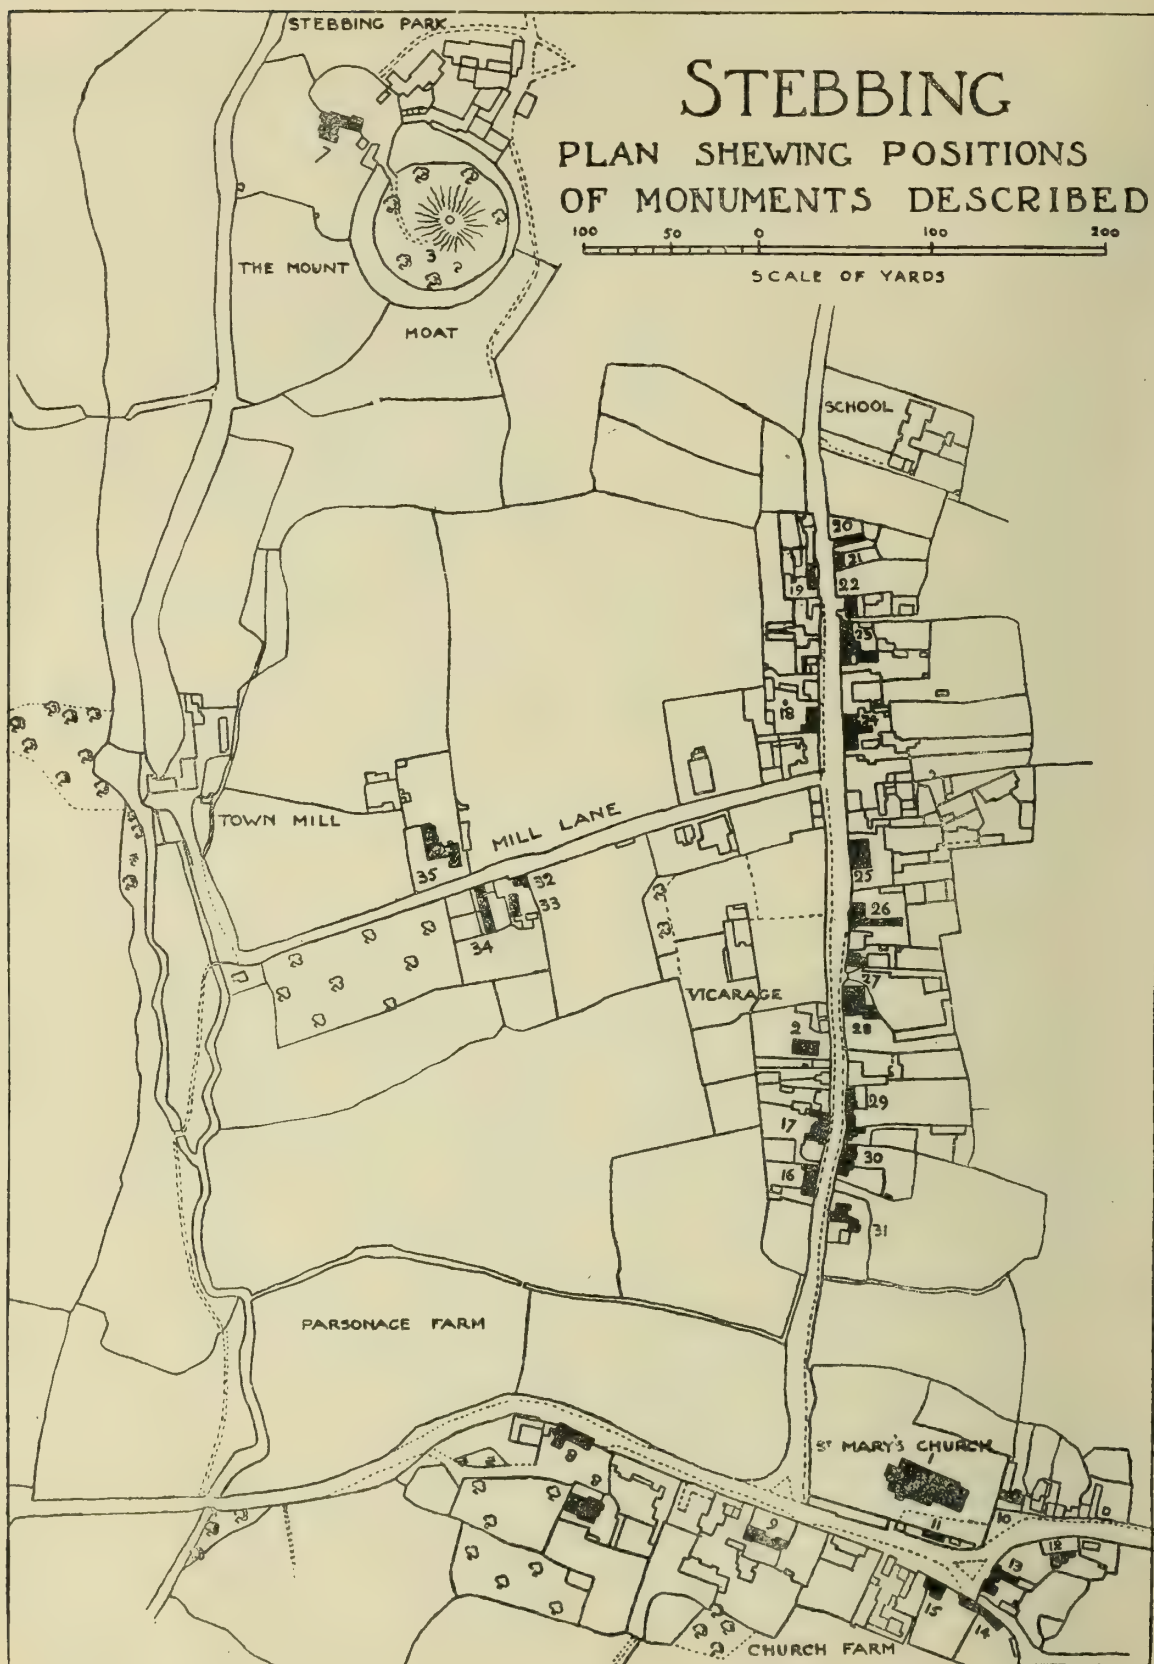 STEBBING PARK
STEBBING
PLAN SHEWING POSITIONS
OF MONUMENTS DESCRIBED
100 50 0 100 200
SCALE OF YARDS
7
3
THE MOUNT
MOAT
SCHOOL
20
21
19
22
23
18
24
TOWN MILL
MILL LANE
25
35
32
33
26
34
27
VICARAGE
28
2
29
17
30
16
31
PARSONAGE FARM
ST MARY'S CHURCH
1
8
8
9
10
11
12
13
15
14
CHURCH FARM